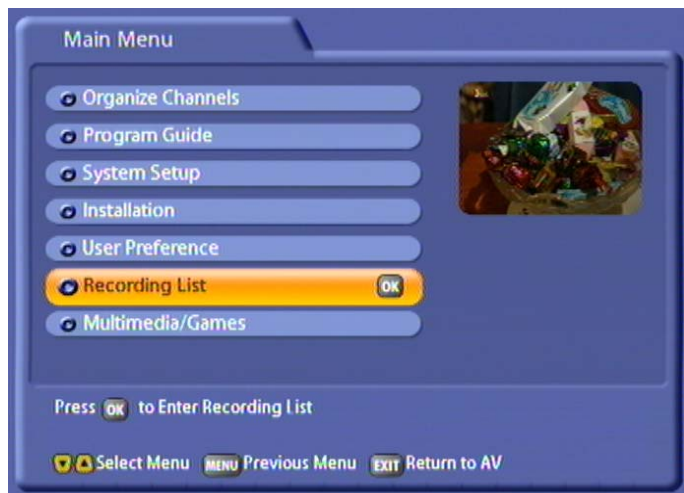 Main Menu
Organize Channels
Program Guide
System Setup
Installation
User Preference
Recording List OK
Multimedia/Games
Press OK to Enter Recording List
Select Menu MENU Previous Menu EXIT Return to AV